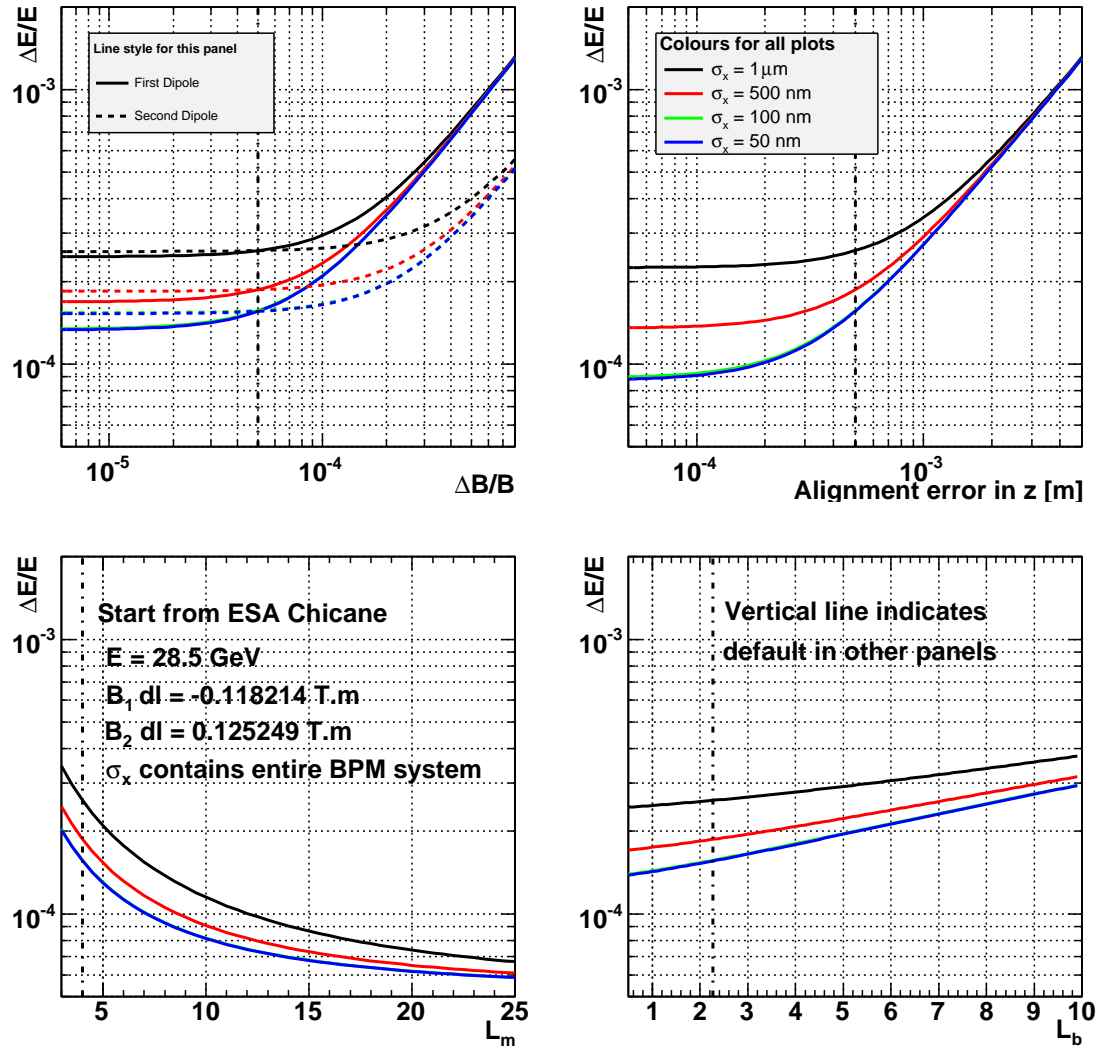 ΔE/E
Line style for this panel
First Dipole
Second Dipole
10⁻³
10⁻⁴
10⁻⁵
10⁻⁴
ΔB/B
ΔE/E
Colours for all plots
σₓ = 1μm
σₓ = 500 nm
σₓ = 100 nm
σₓ = 50 nm
10⁻³
10⁻⁴
10⁻⁴
10⁻³
Alignment error in z [m]
ΔE/E
Start from ESA Chicane
E = 28.5 GeV
B₁ dl = -0.118214 T.m
B₂ dl = 0.125249 T.m
σₓ contains entire BPM system
10⁻³
10⁻⁴
5 10 15 20 25
Lₘ
ΔE/E
Vertical line indicates
default in other panels
10⁻³
10⁻⁴
1 2 3 4 5 6 7 8 9 10
L_b